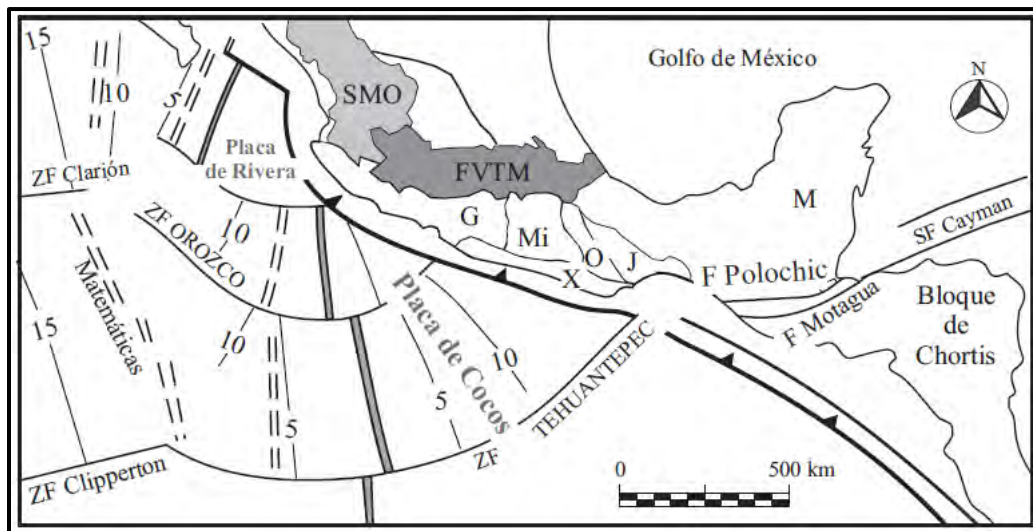 15
10
5
SMO
Golfo de México
N
Placa
de Rivera
ZF Clarión
FVTM
M
G
Mi
O
J
X
SF Cayman
F Polochic
F Motagua
Bloque
de
Chortis
10
ZF OROZCO
Matemáticas
15
10
Placa de Cocos
10
5
5
TEHUANTEPEC
ZF
ZF Clipperton
0
500 km